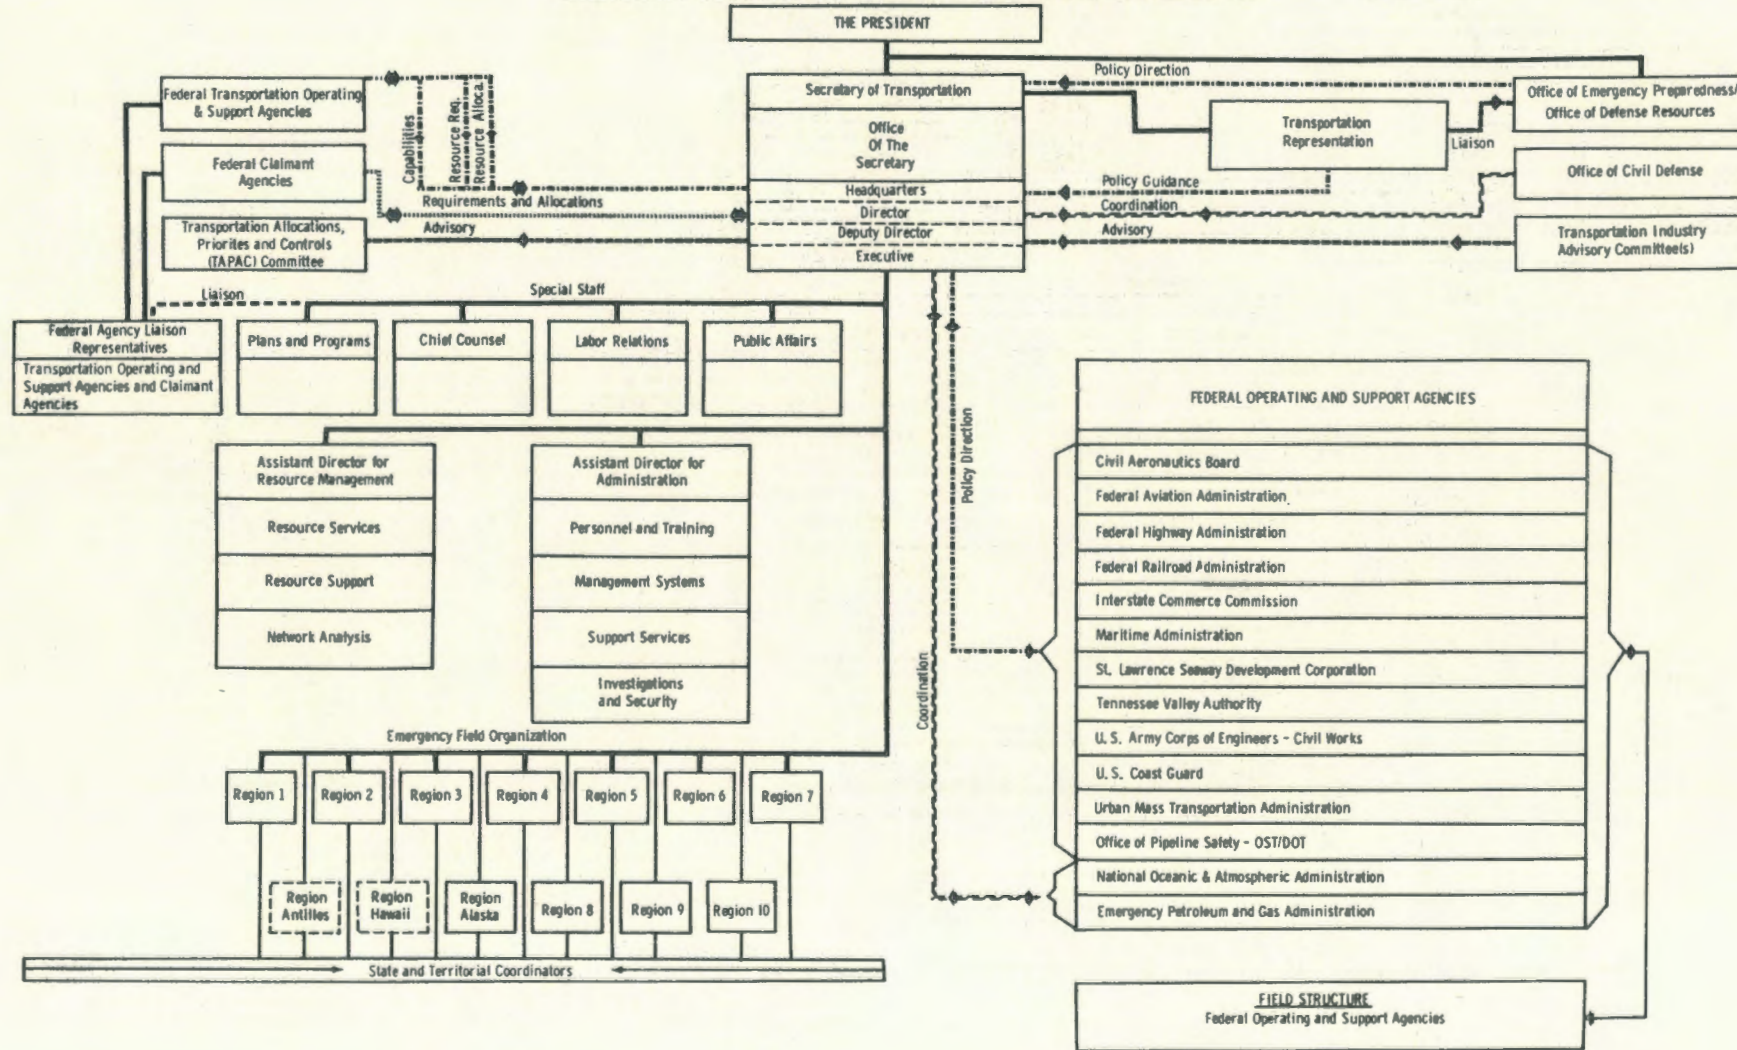 THE PRESIDENT
Federal Transportation Operating
& Support Agencies
Federal Claimant
Agencies
Transportation Allocations,
Priorites and Controls
(TAPAC) Committee
Capabilities
Resource Req.
Resource Alloca.
Requirements and Allocations
Advisory
Secretary of Transportation
Office
Of The
Secretary
Headquarters
Director
Deputy Director
Executive
Policy Direction
Transportation
Representation
Liaison
Policy Guidance
Coordination
Advisory
Office of Emergency Preparedness/
Office of Defense Resources
Office of Civil Defense
Transportation Industry
Advisory Committee(s)
Liaison
Special Staff
Federal Agency Liaison
Representatives
Transportation Operating and
Support Agencies and Claimant
Agencies
Plans and Programs
Chief Counsel
Labor Relations
Public Affairs
Assistant Director for
Resource Management
Resource Services
Resource Support
Network Analysis
Assistant Director for
Administration
Personnel and Training
Management Systems
Support Services
Investigations
and Security
Policy Direction
Coordination
FEDERAL OPERATING AND SUPPORT AGENCIES
Civil Aeronautics Board
Federal Aviation Administration
Federal Highway Administration
Federal Railroad Administration
Interstate Commerce Commission
Maritime Administration
St. Lawrence Seaway Development Corporation
Tennessee Valley Authority
U. S. Army Corps of Engineers - Civil Works
U. S. Coast Guard
Urban Mass Transportation Administration
Office of Pipeline Safety - OST/DOT
National Oceanic & Atmospheric Administration
Emergency Petroleum and Gas Administration
Emergency Field Organization
Region 1
Region 2
Region 3
Region 4
Region 5
Region 6
Region 7
Region
Antilles
Region
Hawaii
Region
Alaska
Region 8
Region 9
Region 10
State and Territorial Coordinators
FIELD STRUCTURE
Federal Operating and Support Agencies